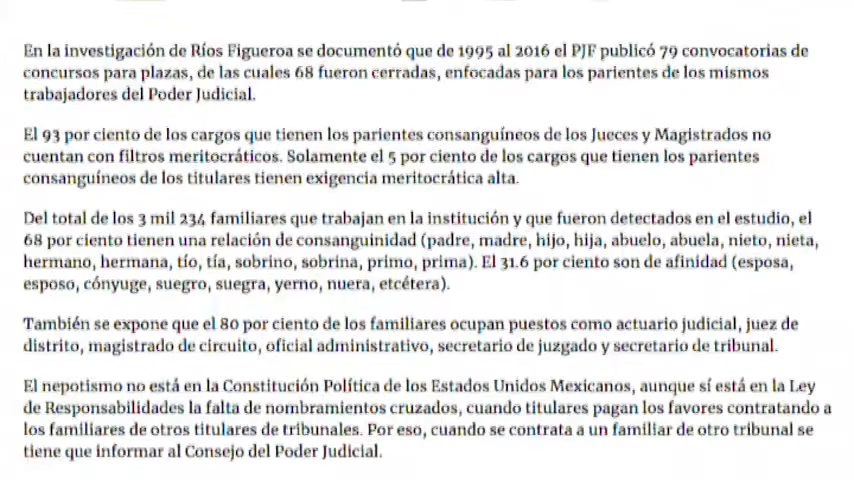 En la investigación de Ríos Figueroa se documentó que de 1995 al 2016 el PJF publicó 79 convocatorias de
concursos para plazas, de las cuales 68 fueron cerradas, enfocadas para los parientes de los mismos
trabajadores del Poder Judicial.
El 93 por ciento de los cargos que tienen los parientes consanguíneos de los Jueces y Magistrados no
cuentan con filtros meritocráticos. Solamente el 5 por ciento de los cargos que tienen los parientes
consanguíneos de los titulares tienen exigencia meritocrática alta.
Del total de los 3 mil 234 familiares que trabajan en la institución y que fueron detectados en el estudio, el
68 por ciento tienen una relación de consanguinidad (padre, madre, hijo, hija, abuelo, abuela, nieto, nieta,
hermano, hermana, tío, tía, sobrino, sobrina, primo, prima). El 31.6 por ciento son de afinidad (esposa,
esposo, cónyuge, suegro, suegra, yerno, nuera, etcétera).
También se expone que el 80 por ciento de los familiares ocupan puestos como actuario judicial, juez de
distrito, magistrado de circuito, oficial administrativo, secretario de juzgado y secretario de tribunal.
El nepotismo no está en la Constitución Política de los Estados Unidos Mexicanos, aunque sí está en la Ley
de Responsabilidades la falta de nombramientos cruzados, cuando titulares pagan los favores contratando a
los familiares de otros titulares de tribunales. Por eso, cuando se contrata a un familiar de otro tribunal se
tiene que informar al Consejo del Poder Judicial.